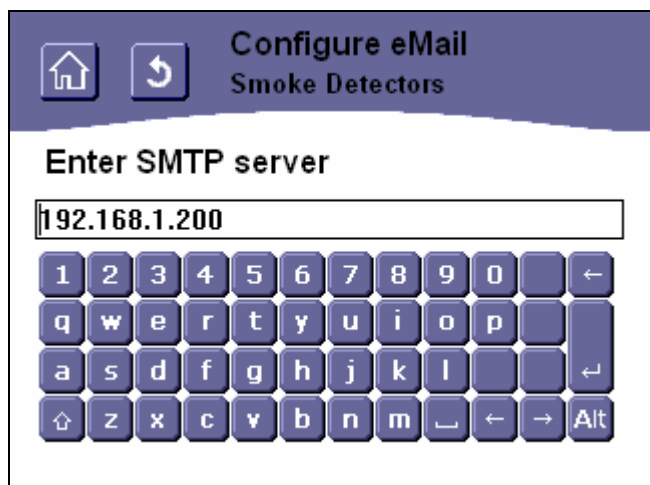 Configure eMail
Smoke Detectors
Enter SMTP server
192.168.1.200
1 2 3 4 5 6 7 8 9 0 ←
q w e r t y u i o p
a s d f g h j k l ↵
⇧ z x c v b n m ⎵ ← → Alt